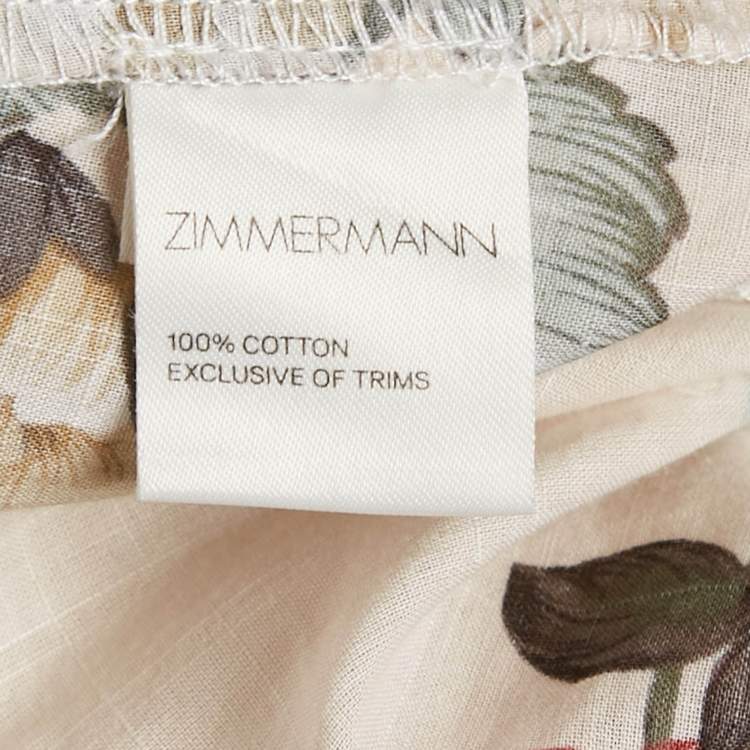 ZIMMERMANN
100% COTTON
EXCLUSIVE OF TRIMS